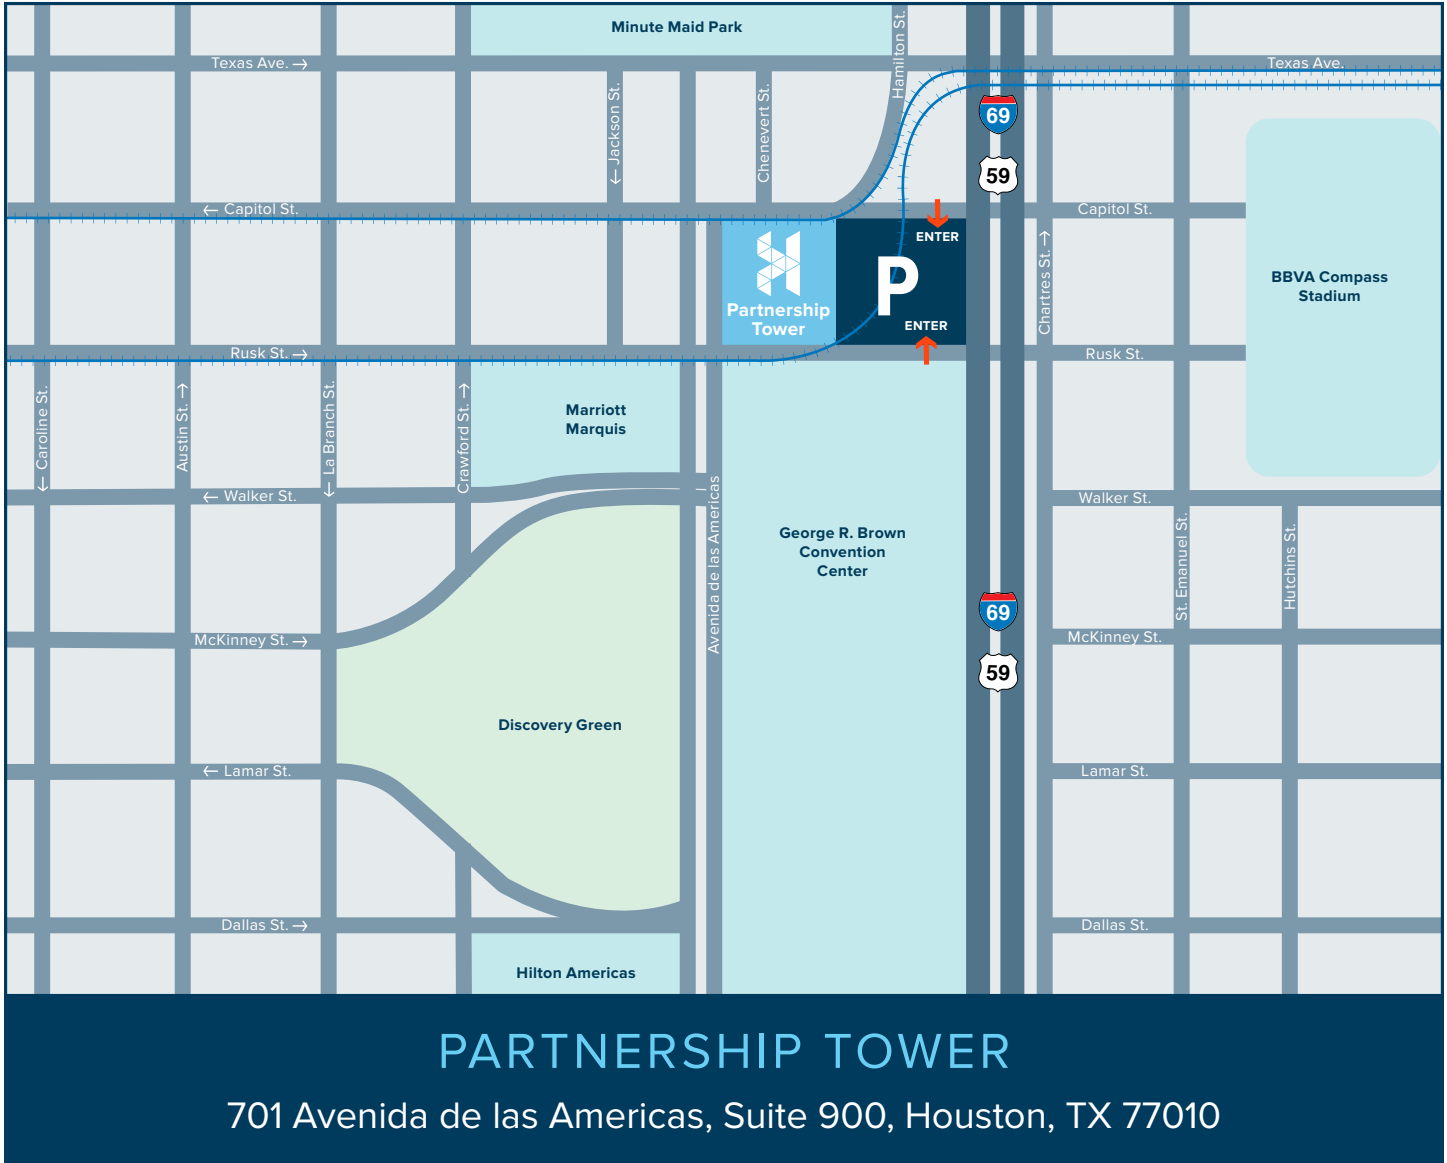 Minute Maid Park
Hamilton St.
Texas Ave. →
Texas Ave.
← Jackson St.
Chenevert St.
69
59
← Capitol St.
Capitol St.
ENTER
P
Partnership
Tower
ENTER
Chartres St. →
BBVA Compass
Stadium
Rusk St. →
Rusk St.
← Caroline St.
Austin St. →
← La Branch St.
Crawford St. →
Marriott
Marquis
← Walker St.
Walker St.
Avenida de las Americas
George R. Brown
Convention
Center
St. Emanuel St.
Hutchins St.
69
59
McKinney St. →
McKinney St.
Discovery Green
← Lamar St.
Lamar St.
Dallas St. →
Dallas St.
Hilton Americas
PARTNERSHIP TOWER
701 Avenida de las Americas, Suite 900, Houston, TX 77010